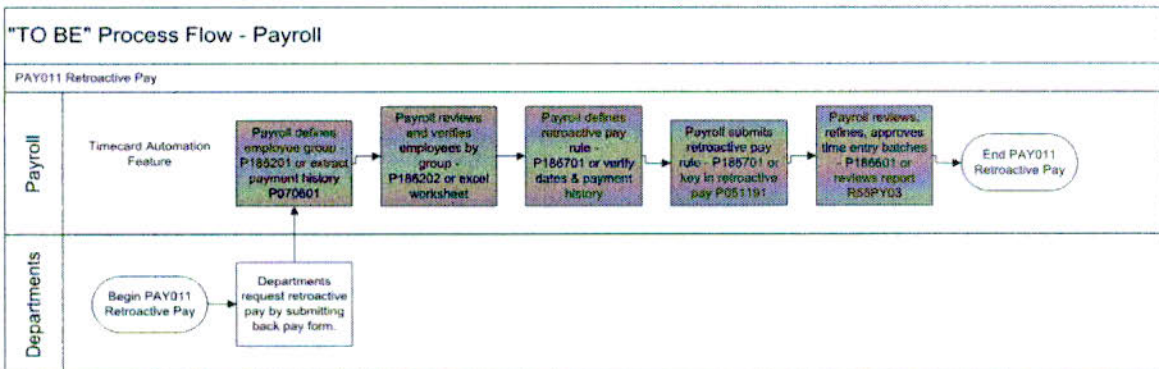 "TO BE" Process Flow - Payroll
PAY011 Retroactive Pay
Payroll
Timecard Automation
Feature
Payroll defines
employee group -
P186201 or extract
payment history
P070601
Payroll reviews
and verifies
employees by
group -
P186202 or excel
worksheet
Payroll defines
retroactive pay
rule -
P186701 or verify
dates & payment
history
Payroll submits
retroactive pay
rule - P186701 or
key in retroactive
pay P051191
Payroll reviews,
refines, approves
time entry batches
- P186601 or
reviews report
R55PY03
End PAY011
Retroactive Pay
Departments
Begin PAY011
Retroactive Pay
Departments
request retroactive
pay by submitting
back pay form.